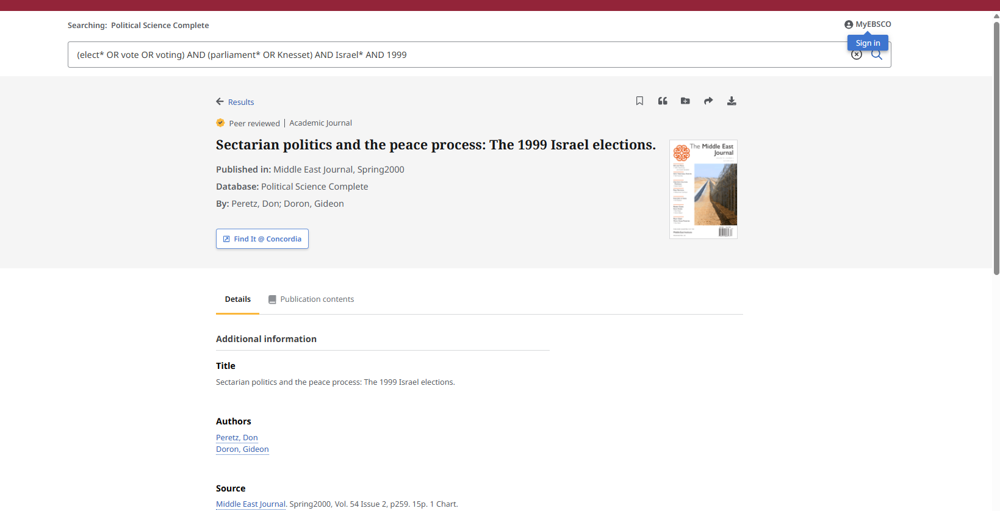 Searching: Political Science Complete
MyEBSCO
Sign in
(elect* OR vote OR voting) AND (parliament* OR Knesset) AND Israel* AND 1999
Results
Peer reviewed | Academic Journal
Sectarian politics and the peace process: The 1999 Israel elections.
Published in: Middle East Journal, Spring2000
Database: Political Science Complete
By: Peretz, Don; Doron, Gideon
The Middle East
Journal
Find It @ Concordia
Details
Publication contents
Additional information
Title
Sectarian politics and the peace process: The 1999 Israel elections.
Authors
Peretz, Don
Doron, Gideon
Source
Middle East Journal. Spring2000, Vol. 54 Issue 2, p259. 15p. 1 Chart.